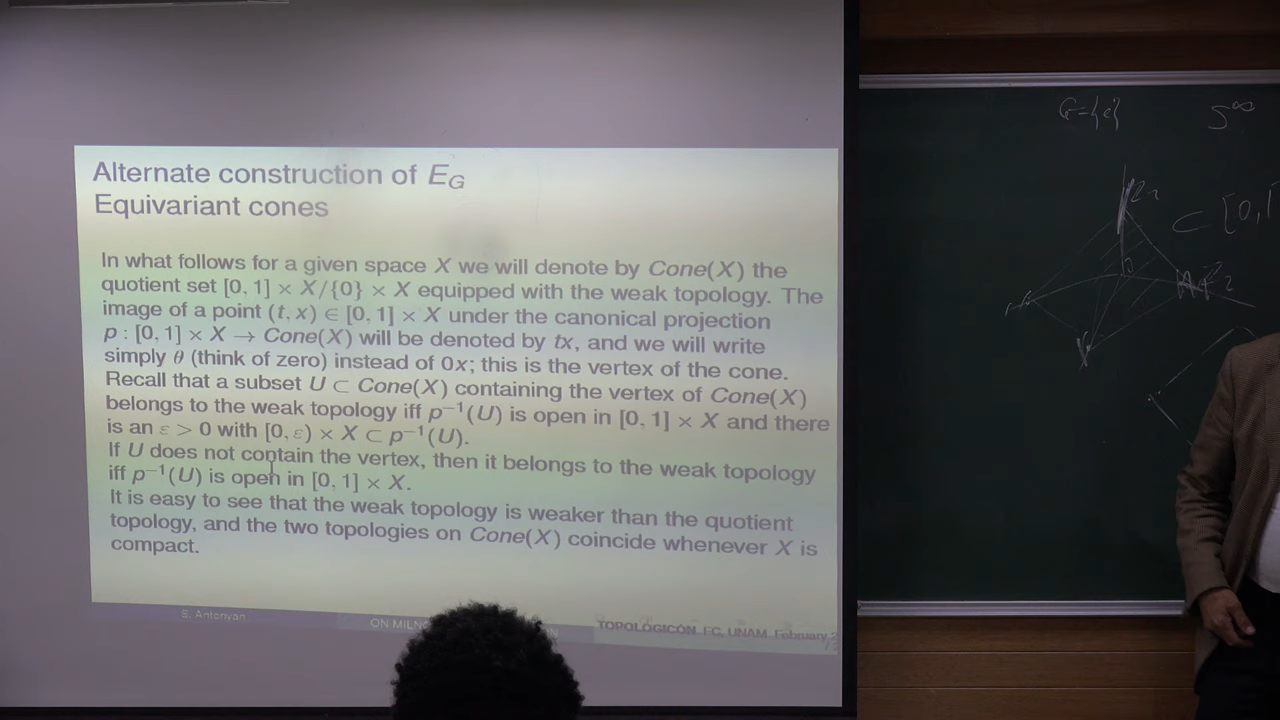 Alternate construction of E_G
Equivariant cones
In what follows for a given space X we will denote by Cone(X) the
quotient set [0, 1] × X/{0} × X equipped with the weak topology. The
image of a point (t, x) ∈ [0, 1] × X under the canonical projection
p : [0, 1] × X → Cone(X) will be denoted by tx, and we will write
simply θ (think of zero) instead of 0x; this is the vertex of the cone.
Recall that a subset U ⊂ Cone(X) containing the vertex of Cone(X)
belongs to the weak topology iff p⁻¹(U) is open in [0, 1] × X and there
is an ε > 0 with [0, ε) × X ⊂ p⁻¹(U).
If U does not contain the vertex, then it belongs to the weak topology
iff p⁻¹(U) is open in [0, 1] × X.
It is easy to see that the weak topology is weaker than the quotient
topology, and the two topologies on Cone(X) coincide whenever X is
compact.
S. Antonyan
ON
TOPOLÓGICÓN. FC, UNAM. February
G={e}
S^∞
⊂ [0,1